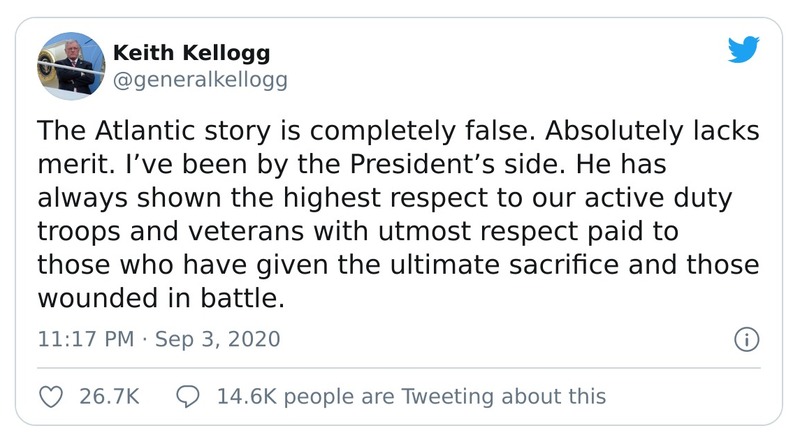 Keith Kellogg
@generalkellogg
The Atlantic story is completely false. Absolutely lacks
merit. I’ve been by the President’s side. He has
always shown the highest respect to our active duty
troops and veterans with utmost respect paid to
those who have given the ultimate sacrifice and those
wounded in battle.
11:17 PM · Sep 3, 2020
26.7K 14.6K people are Tweeting about this